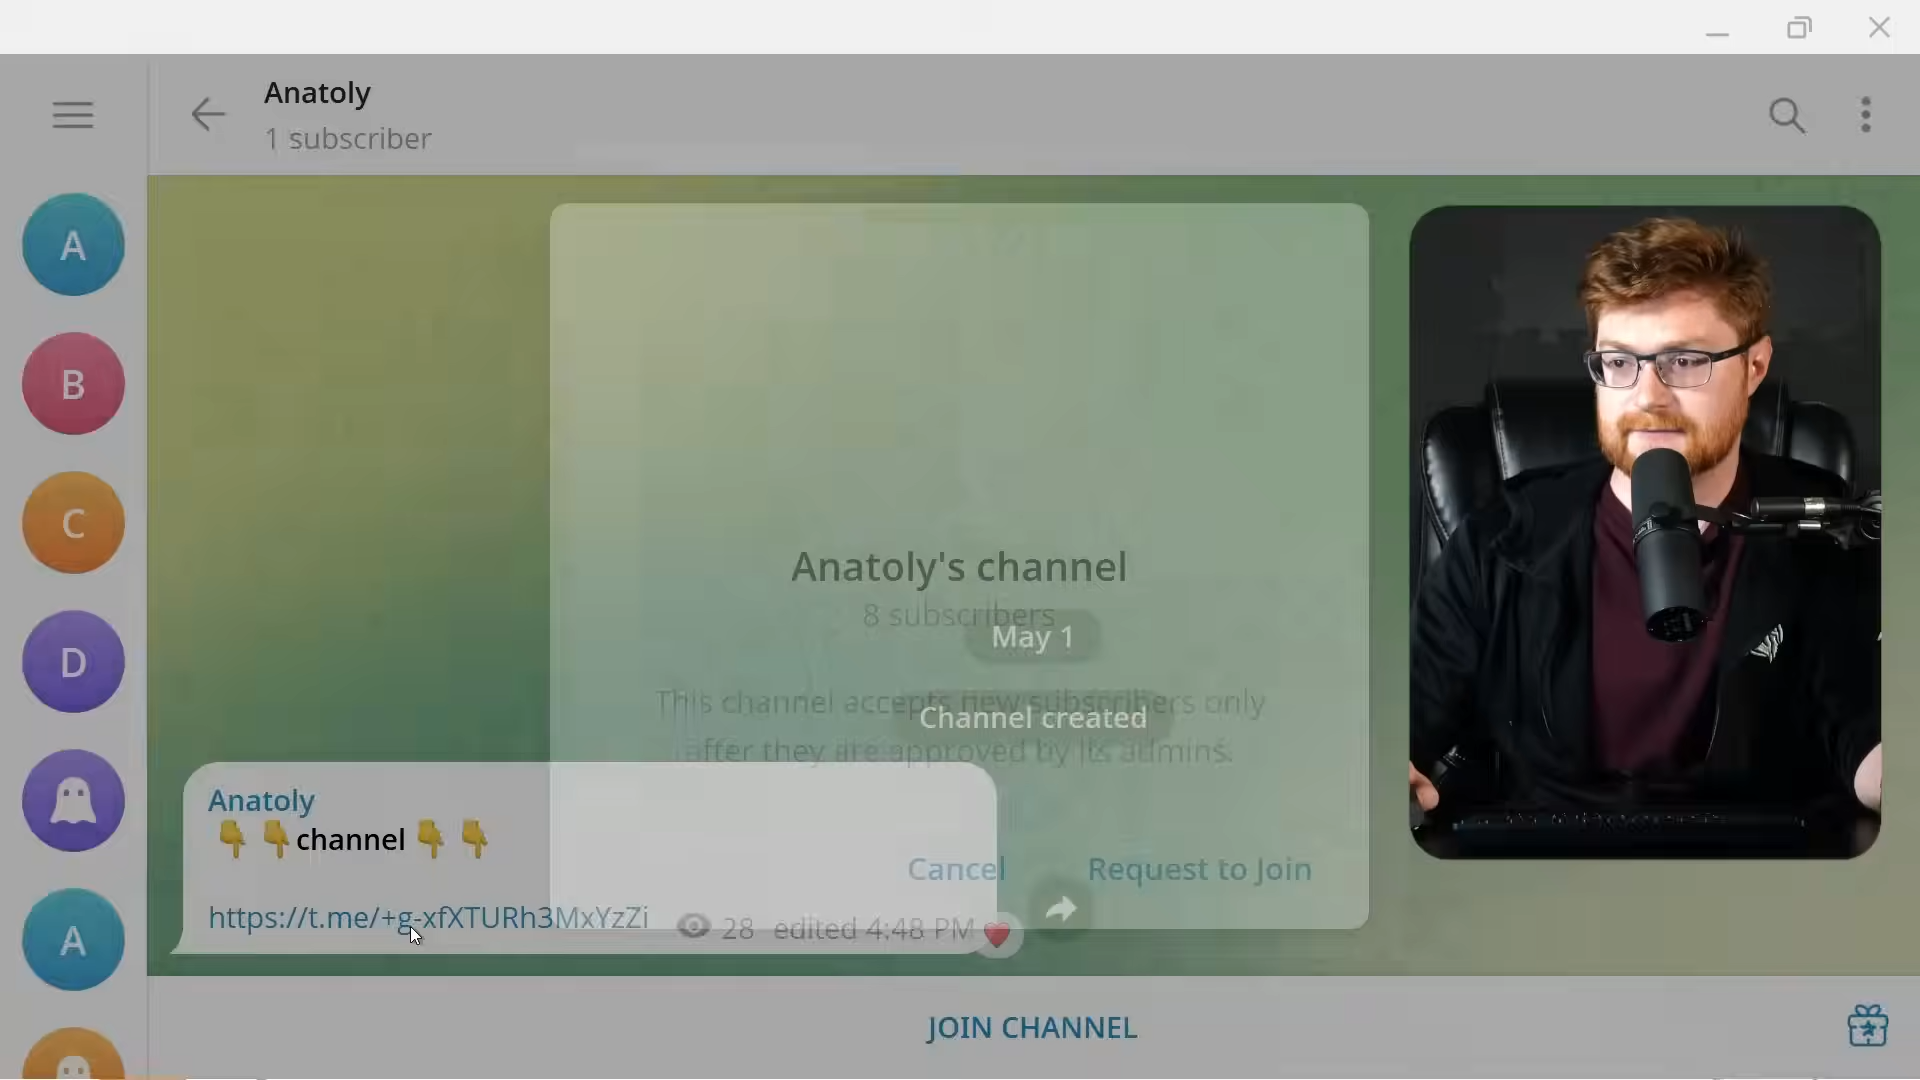 Anatoly
1 subscriber
A
B
C
D
A
Anatoly's channel
8 subscribers
May 1
This channel accepts new subscribers only
after they are approved by its admins.
Channel created
Cancel
Request to Join
Anatoly
👇 👇 channel 👇 👇
https://t.me/+g-xfXTURh3MxYzZi
28 edited 4:48 PM
JOIN CHANNEL